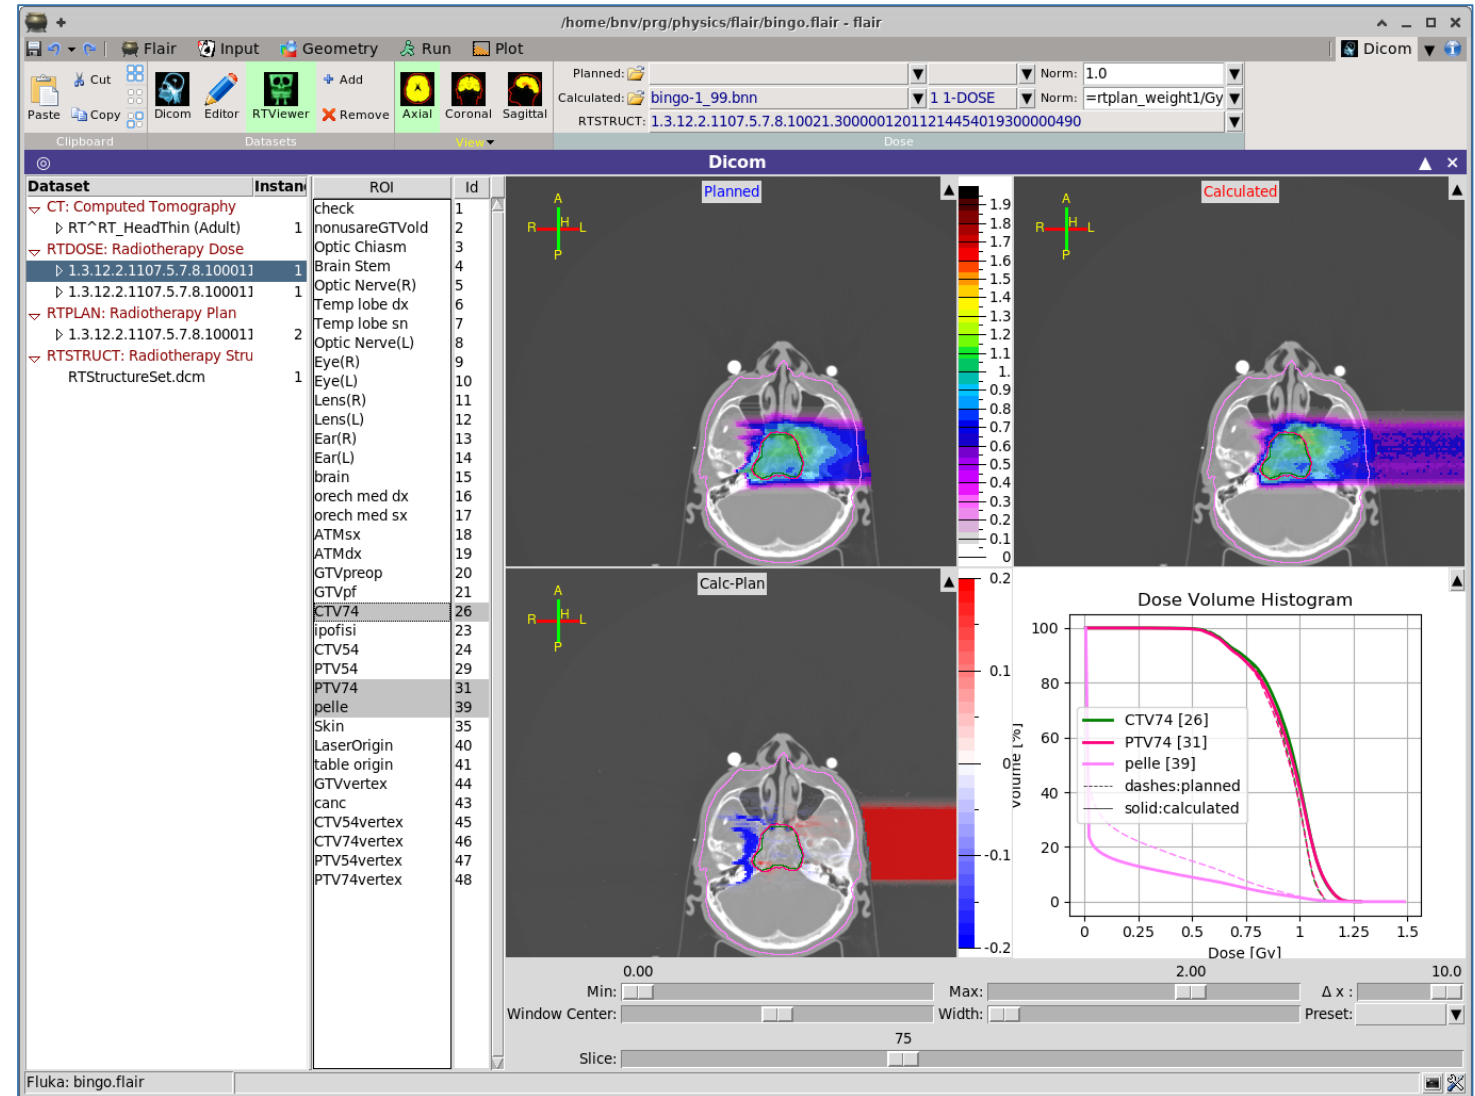 /home/bnv/prg/physics/flair/bingo.flair - flair
Flair Input Geometry Run Plot Dicom
Paste Cut Copy Dicom Editor RTViewer Add Remove Axial Coronal Sagittal
Planned: Norm: 1.0
Calculated: bingo-1_99.bnn 1 1-DOSE Norm: =rtplan_weight1/Gy
RTSTRUCT: 1.3.12.2.1107.5.7.8.10021.30000012011214454019300000490
Clipboard Datasets View Dose
Dicom
Dataset Instan
CT: Computed Tomography
RT^RT_HeadThin (Adult) 1
RTDOSE: Radiotherapy Dose
1.3.12.2.1107.5.7.8.100011 1
1.3.12.2.1107.5.7.8.100011 1
RTPLAN: Radiotherapy Plan
1.3.12.2.1107.5.7.8.100011 2
RTSTRUCT: Radiotherapy Stru
RTStructureSet.dcm 1
ROI Id
check 1
nonusareGTVold 2
Optic Chiasm 3
Brain Stem 4
Optic Nerve(R) 5
Temp lobe dx 6
Temp lobe sn 7
Optic Nerve(L) 8
Eye(R) 9
Eye(L) 10
Lens(R) 11
Lens(L) 12
Ear(R) 13
Ear(L) 14
brain 15
orech med dx 16
orech med sx 17
ATMsx 18
ATMdx 19
GTVpreop 20
GTVpf 21
CTV74 26
ipofisi 23
CTV54 24
PTV54 29
PTV74 31
pelle 39
Skin 35
LaserOrigin 40
table origin 41
GTVvertex 44
canc 43
CTV54vertex 45
CTV74vertex 46
PTV54vertex 47
PTV74vertex 48
Planned
A
R H L
P
1.9
1.8
1.7
1.6
1.5
1.4
1.3
1.2
1.1
1.
0.9
0.8
0.7
0.6
0.5
0.4
0.3
0.2
0.1
0
Calculated
A
R H L
P
Calc-Plan
A
R H L
P
0.2
0.1
0
-0.1
-0.2
Dose Volume Histogram
Volume [%]
100
80
60
40
20
0
CTV74 [26]
PTV74 [31]
pelle [39]
dashes:planned
solid:calculated
0 0.25 0.5 0.75 1 1.25 1.5
Dose [Gy]
0.00 2.00 10.0
Min: Max: Δ x :
Window Center: Width: Preset:
75
Slice:
Fluka: bingo.flair